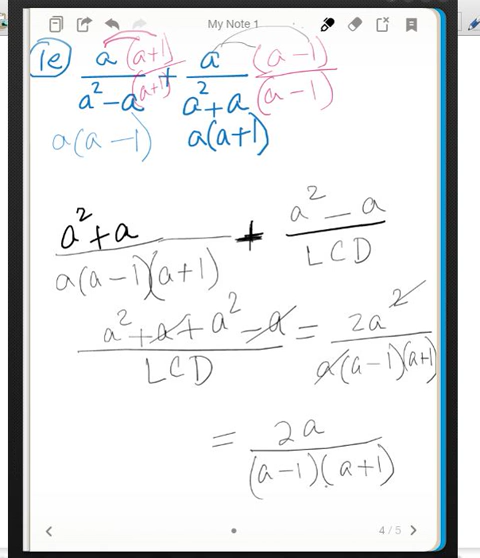 My Note 1
1e) a(a+1)/a² - a(a+1) + a(a-1)/a² + a(a-1)
a(a-1) a(a+1)
a² + a/a(a-1)(a+1) + a² - a/LCD
a² + a + a² - a/LCD = 2a²/a(a-1)(a+1)
= 2a/(a-1)(a+1)
4/5